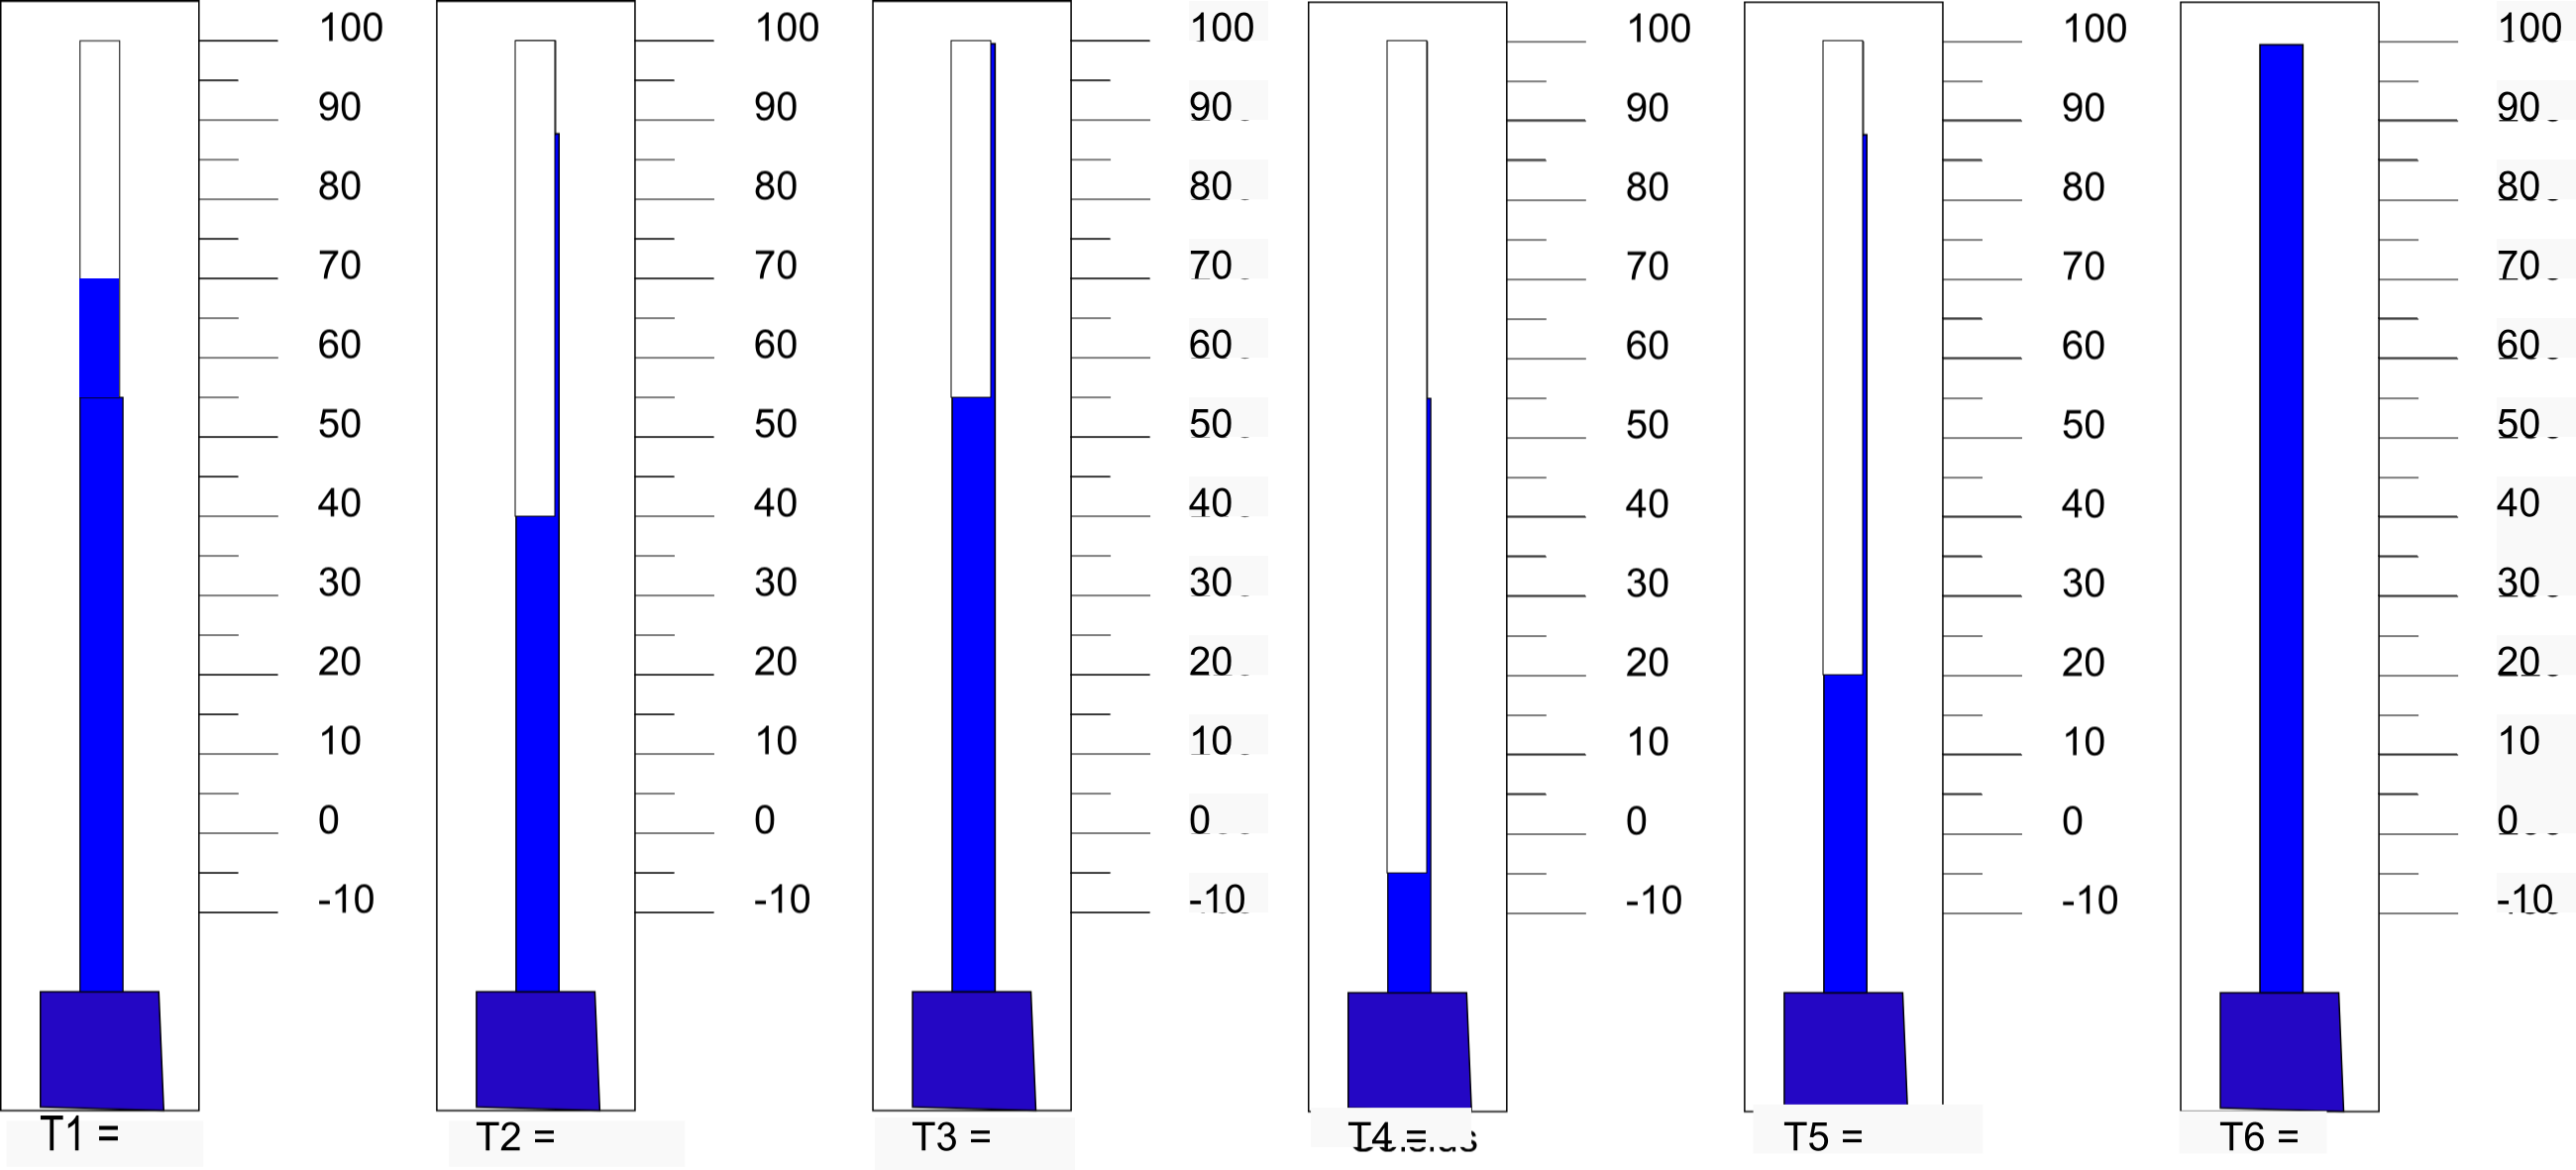 100 100 100 100 100 100
90 90 90 90 90 90
80 80 80 80 80 80
70 70 70 70 70 70
60 60 60 60 60 60
50 50 50 50 50 50
40 40 40 40 40 40
30 30 30 30 30 30
20 20 20 20 20 20
10 10 10 10 10 10
0 0 0 0 0 0
-10 -10 -10 -10 -10 -10
T1 = T2 = T3 = T4 = T5 = T6 =